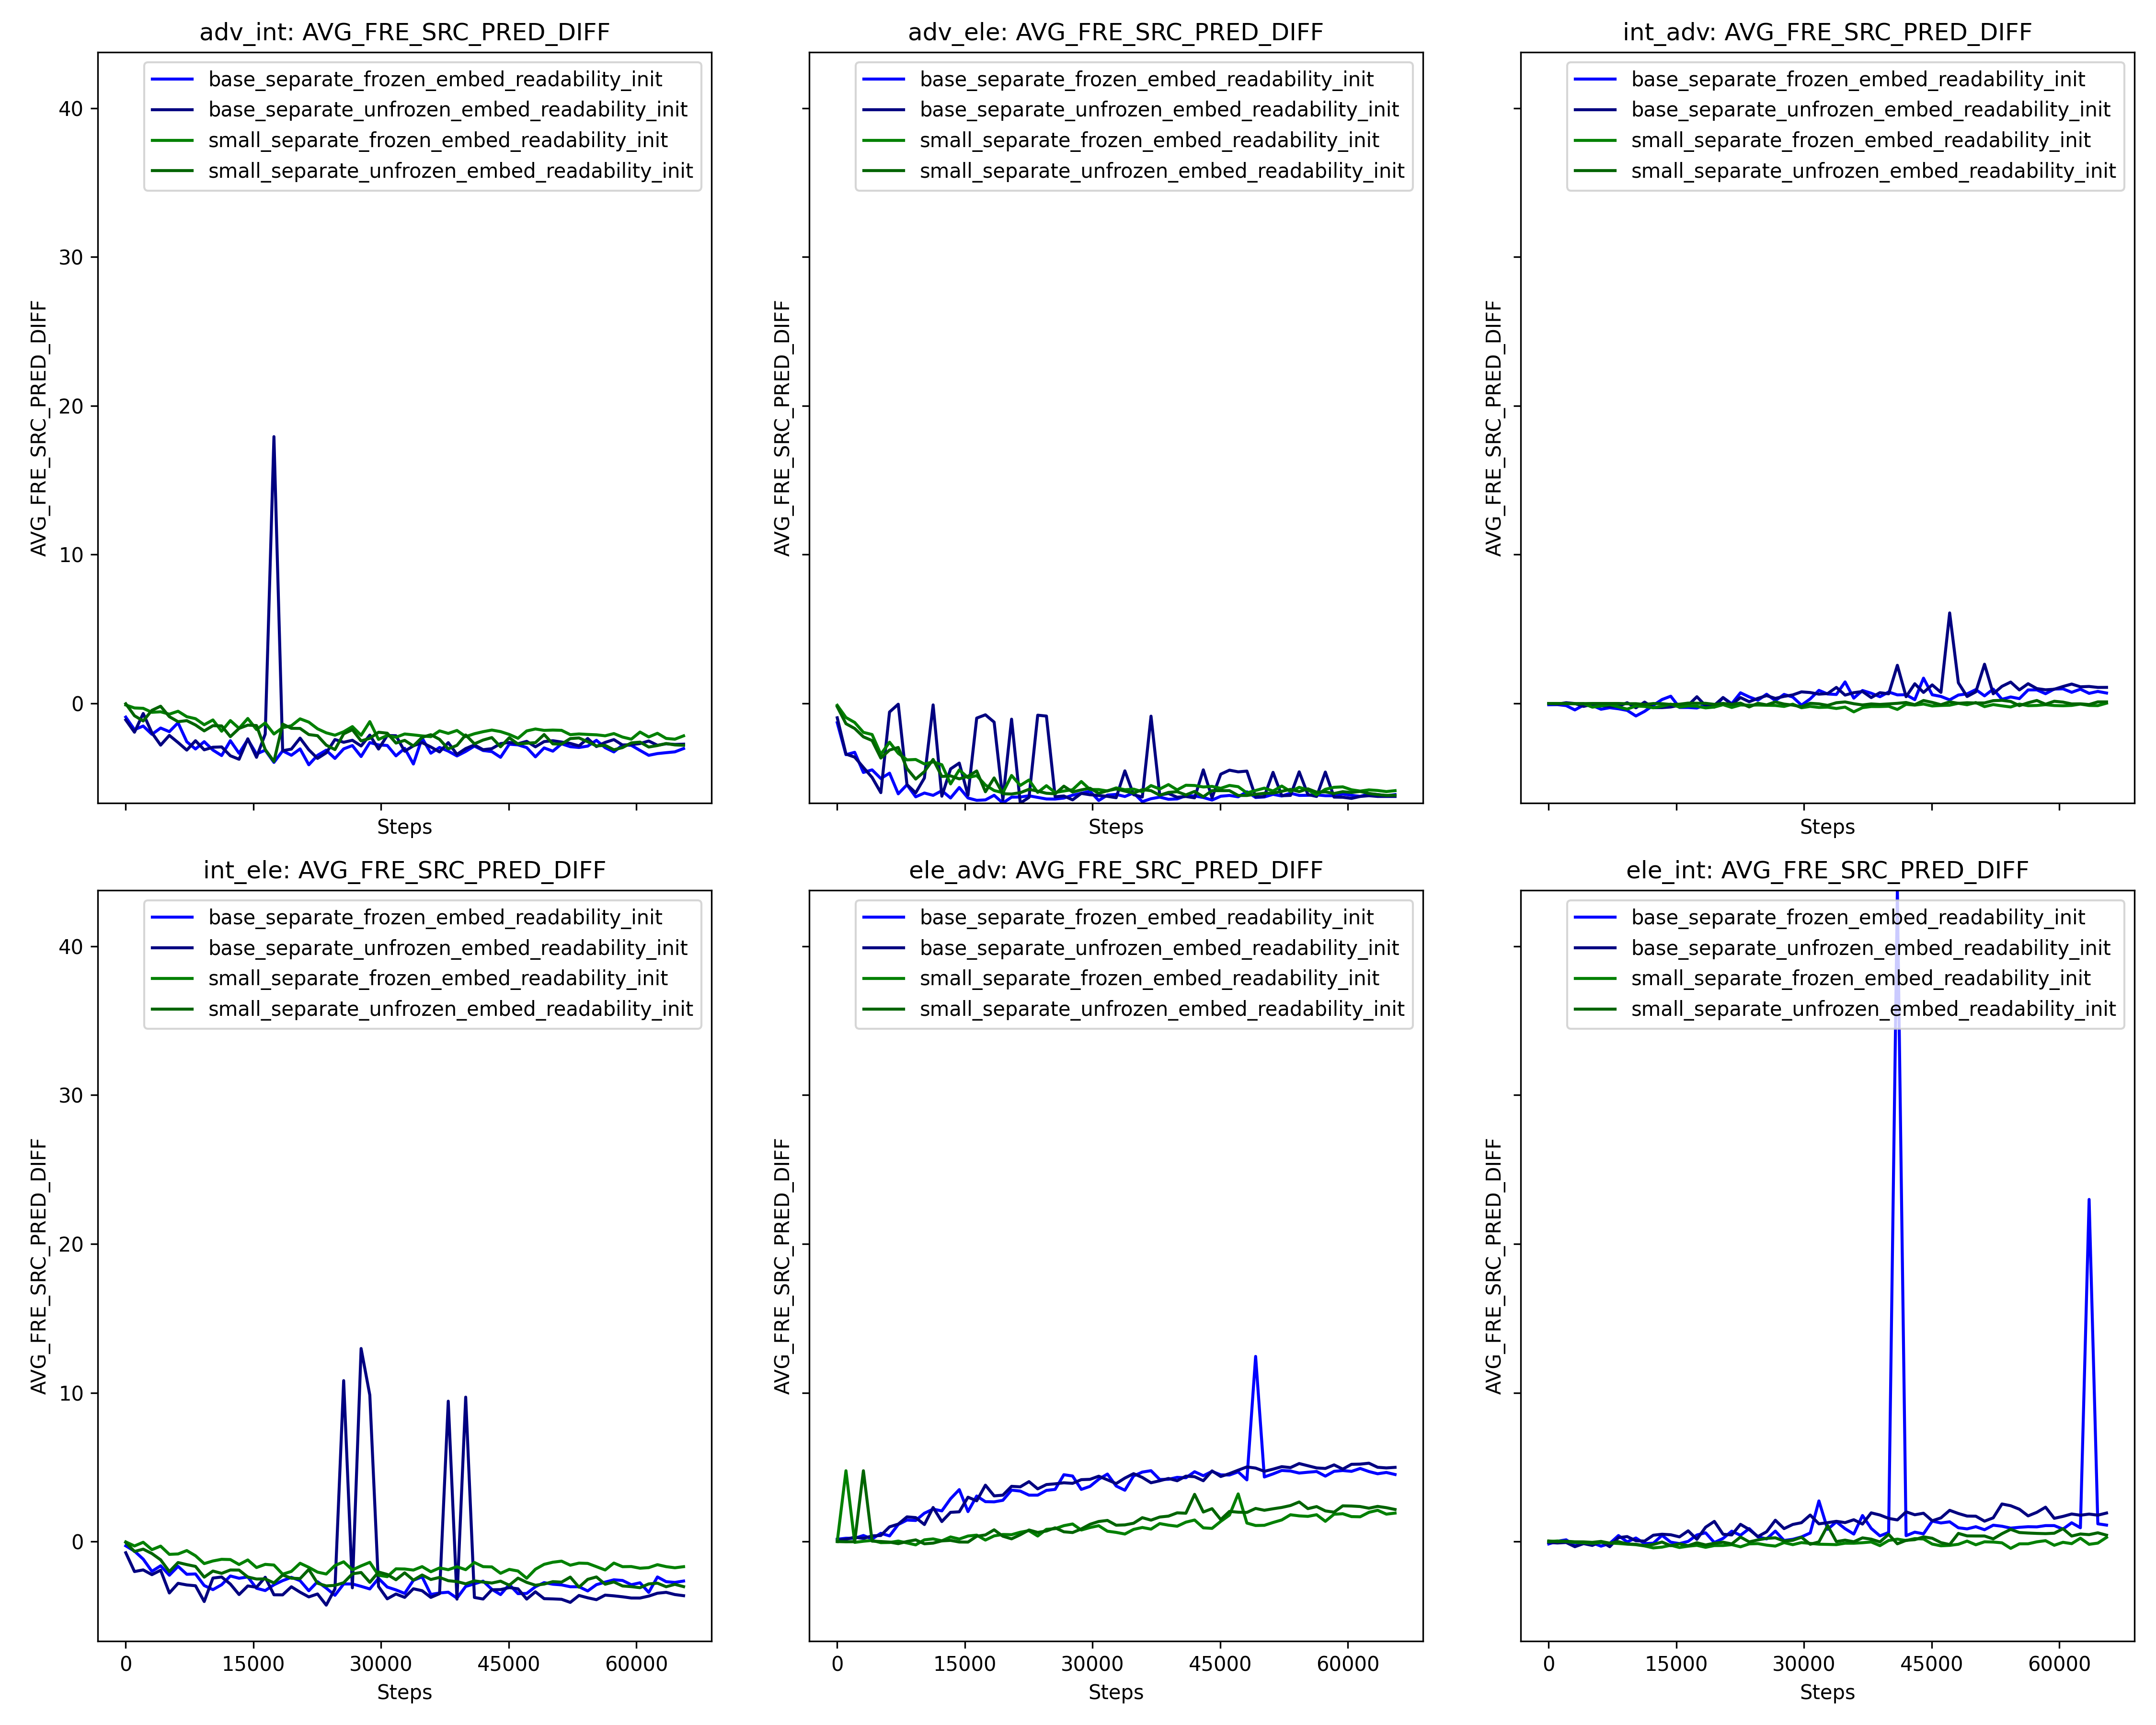 adv_int: AVG_FRE_SRC_PRED_DIFF
base_separate_frozen_embed_readability_init
base_separate_unfrozen_embed_readability_init
small_separate_frozen_embed_readability_init
small_separate_unfrozen_embed_readability_init
40
30
20
10
0
AVG_FRE_SRC_PRED_DIFF
Steps
adv_ele: AVG_FRE_SRC_PRED_DIFF
base_separate_frozen_embed_readability_init
base_separate_unfrozen_embed_readability_init
small_separate_frozen_embed_readability_init
small_separate_unfrozen_embed_readability_init
AVG_FRE_SRC_PRED_DIFF
Steps
int_adv: AVG_FRE_SRC_PRED_DIFF
base_separate_frozen_embed_readability_init
base_separate_unfrozen_embed_readability_init
small_separate_frozen_embed_readability_init
small_separate_unfrozen_embed_readability_init
AVG_FRE_SRC_PRED_DIFF
Steps
int_ele: AVG_FRE_SRC_PRED_DIFF
base_separate_frozen_embed_readability_init
base_separate_unfrozen_embed_readability_init
small_separate_frozen_embed_readability_init
small_separate_unfrozen_embed_readability_init
40
30
20
10
0
AVG_FRE_SRC_PRED_DIFF
0 15000 30000 45000 60000
Steps
ele_adv: AVG_FRE_SRC_PRED_DIFF
base_separate_frozen_embed_readability_init
base_separate_unfrozen_embed_readability_init
small_separate_frozen_embed_readability_init
small_separate_unfrozen_embed_readability_init
AVG_FRE_SRC_PRED_DIFF
0 15000 30000 45000 60000
Steps
ele_int: AVG_FRE_SRC_PRED_DIFF
base_separate_frozen_embed_readability_init
base_separate_unfrozen_embed_readability_init
small_separate_frozen_embed_readability_init
small_separate_unfrozen_embed_readability_init
AVG_FRE_SRC_PRED_DIFF
0 15000 30000 45000 60000
Steps